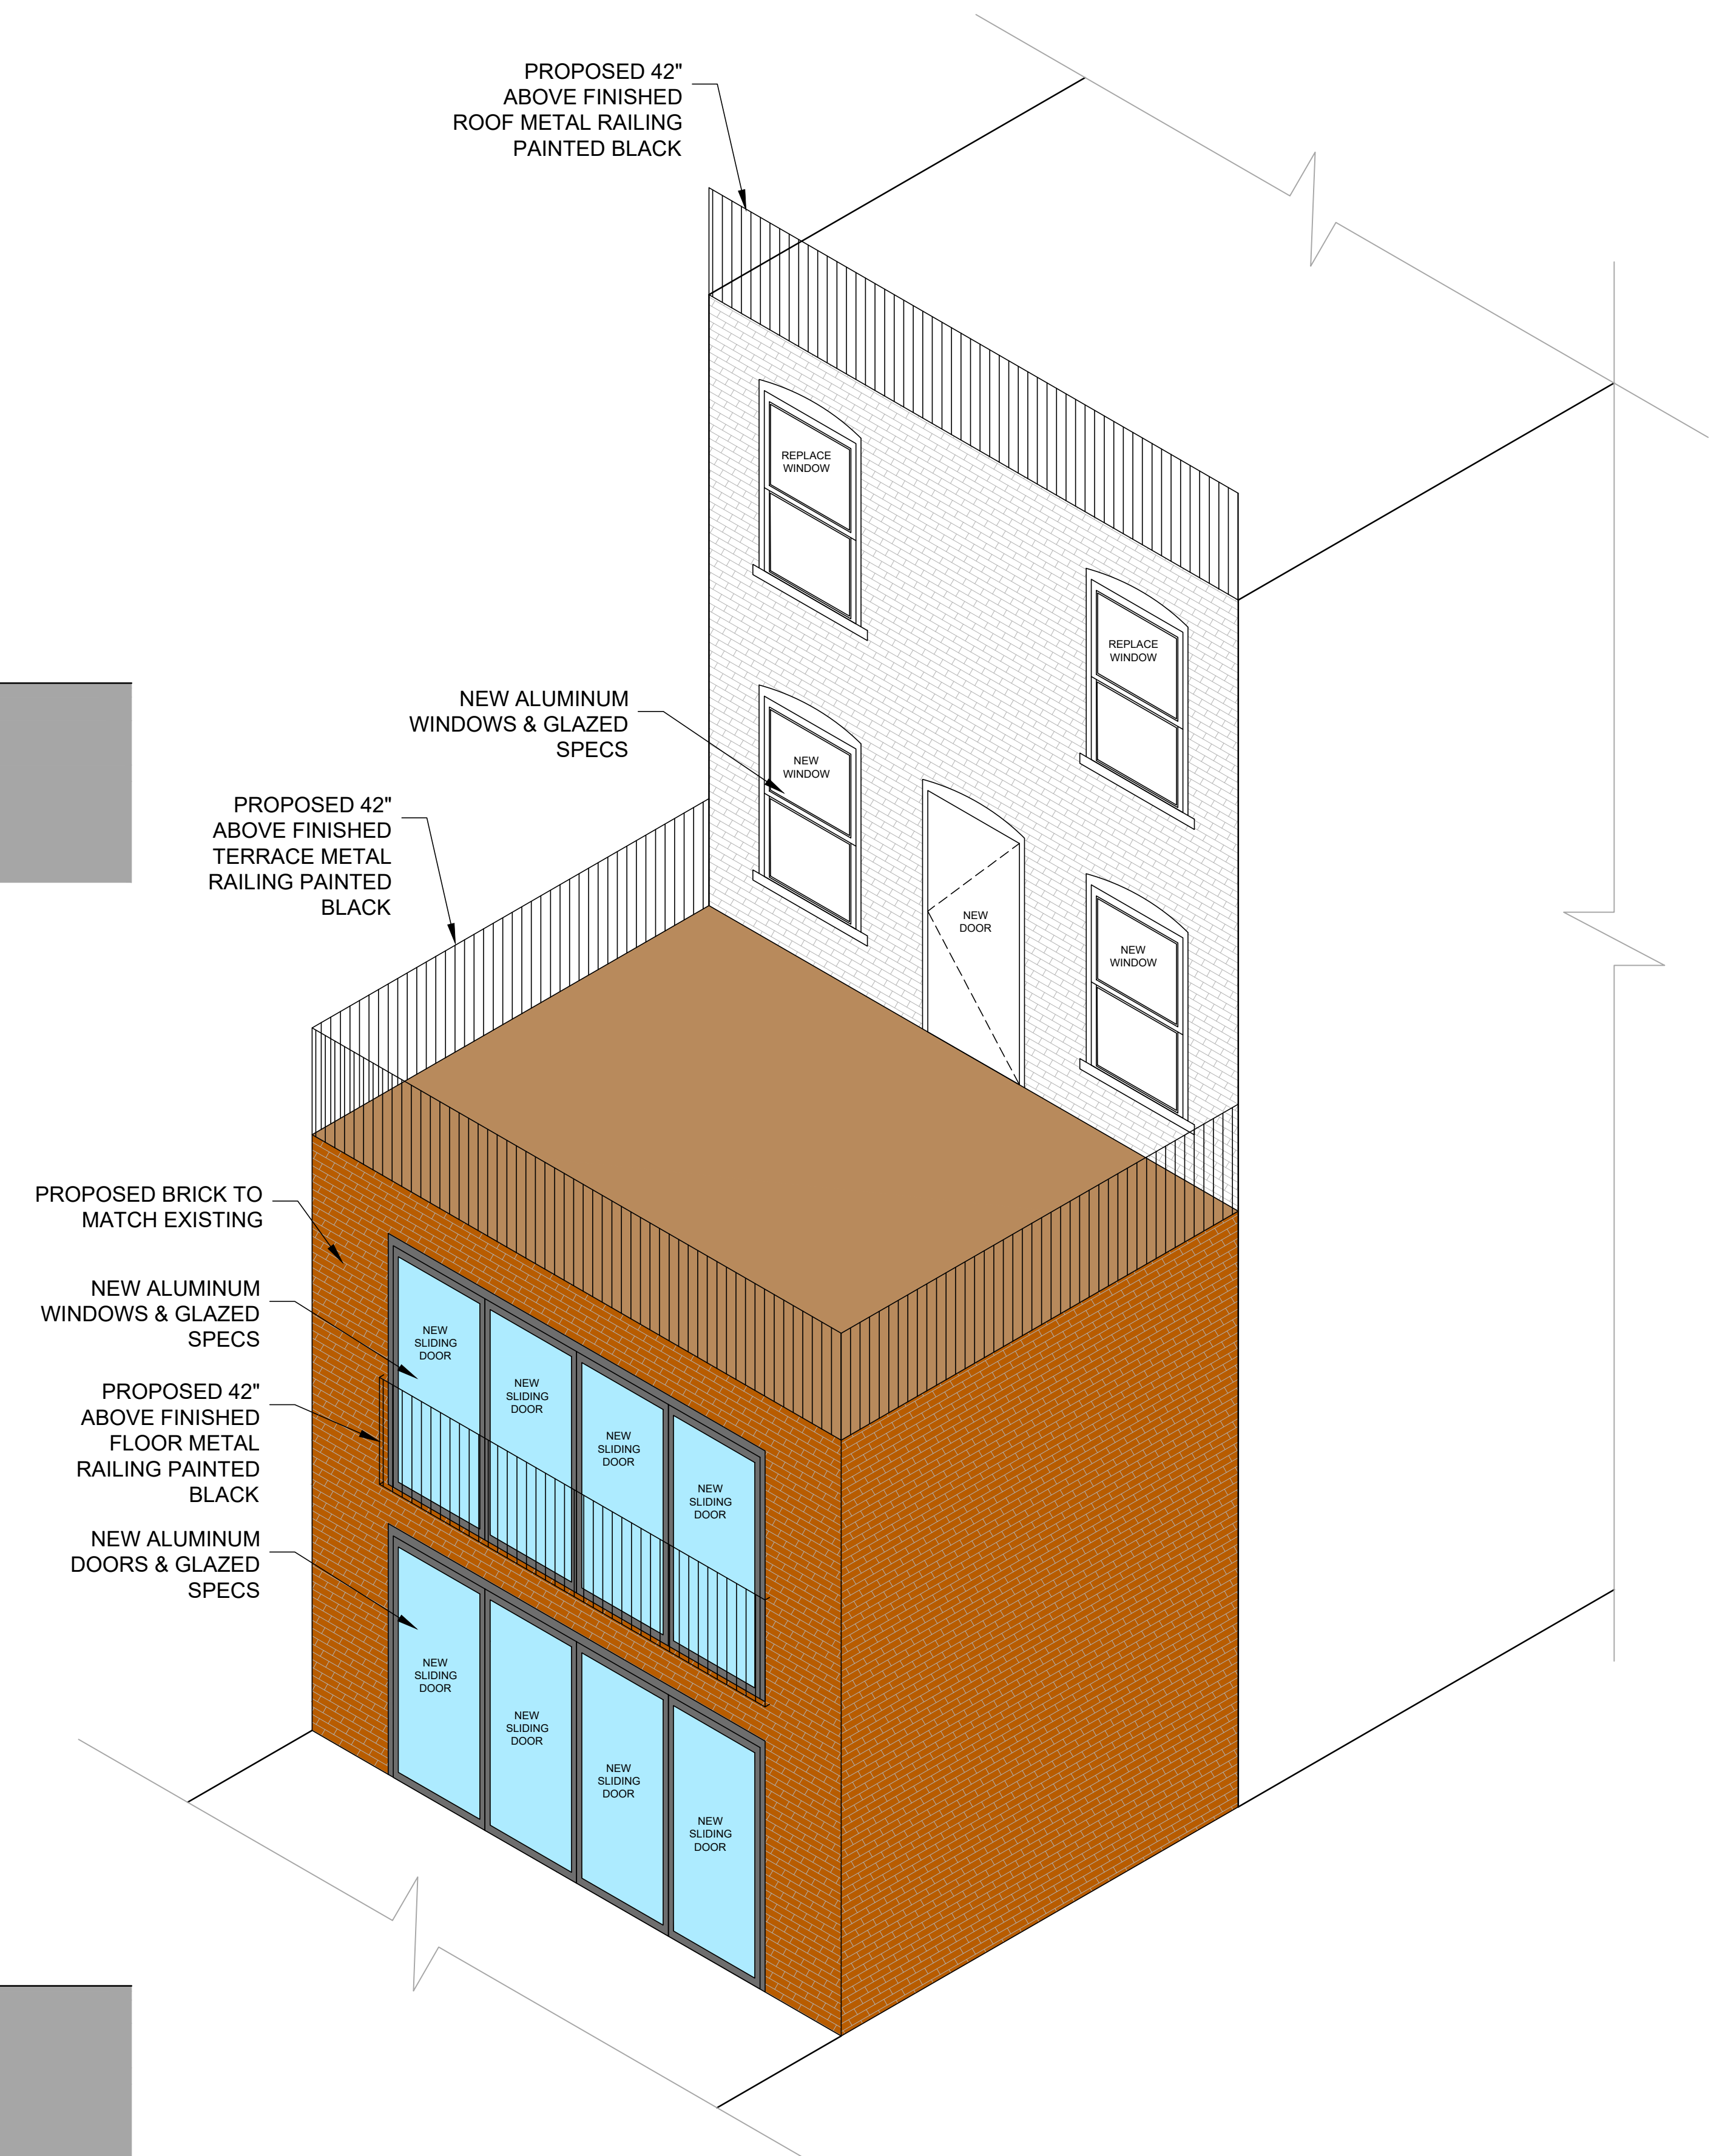 PROPOSED 42"
ABOVE FINISHED
ROOF METAL RAILING
PAINTED BLACK
REPLACE
WINDOW
REPLACE
WINDOW
NEW ALUMINUM
WINDOWS & GLAZED
SPECS
NEW
WINDOW
PROPOSED 42"
ABOVE FINISHED
TERRACE METAL
RAILING PAINTED
BLACK
NEW
DOOR
NEW
WINDOW
PROPOSED BRICK TO
MATCH EXISTING
NEW ALUMINUM
WINDOWS & GLAZED
SPECS
NEW
SLIDING
DOOR
NEW
SLIDING
DOOR
NEW
SLIDING
DOOR
NEW
SLIDING
DOOR
PROPOSED 42"
ABOVE FINISHED
FLOOR METAL
RAILING PAINTED
BLACK
NEW ALUMINUM
DOORS & GLAZED
SPECS
NEW
SLIDING
DOOR
NEW
SLIDING
DOOR
NEW
SLIDING
DOOR
NEW
SLIDING
DOOR